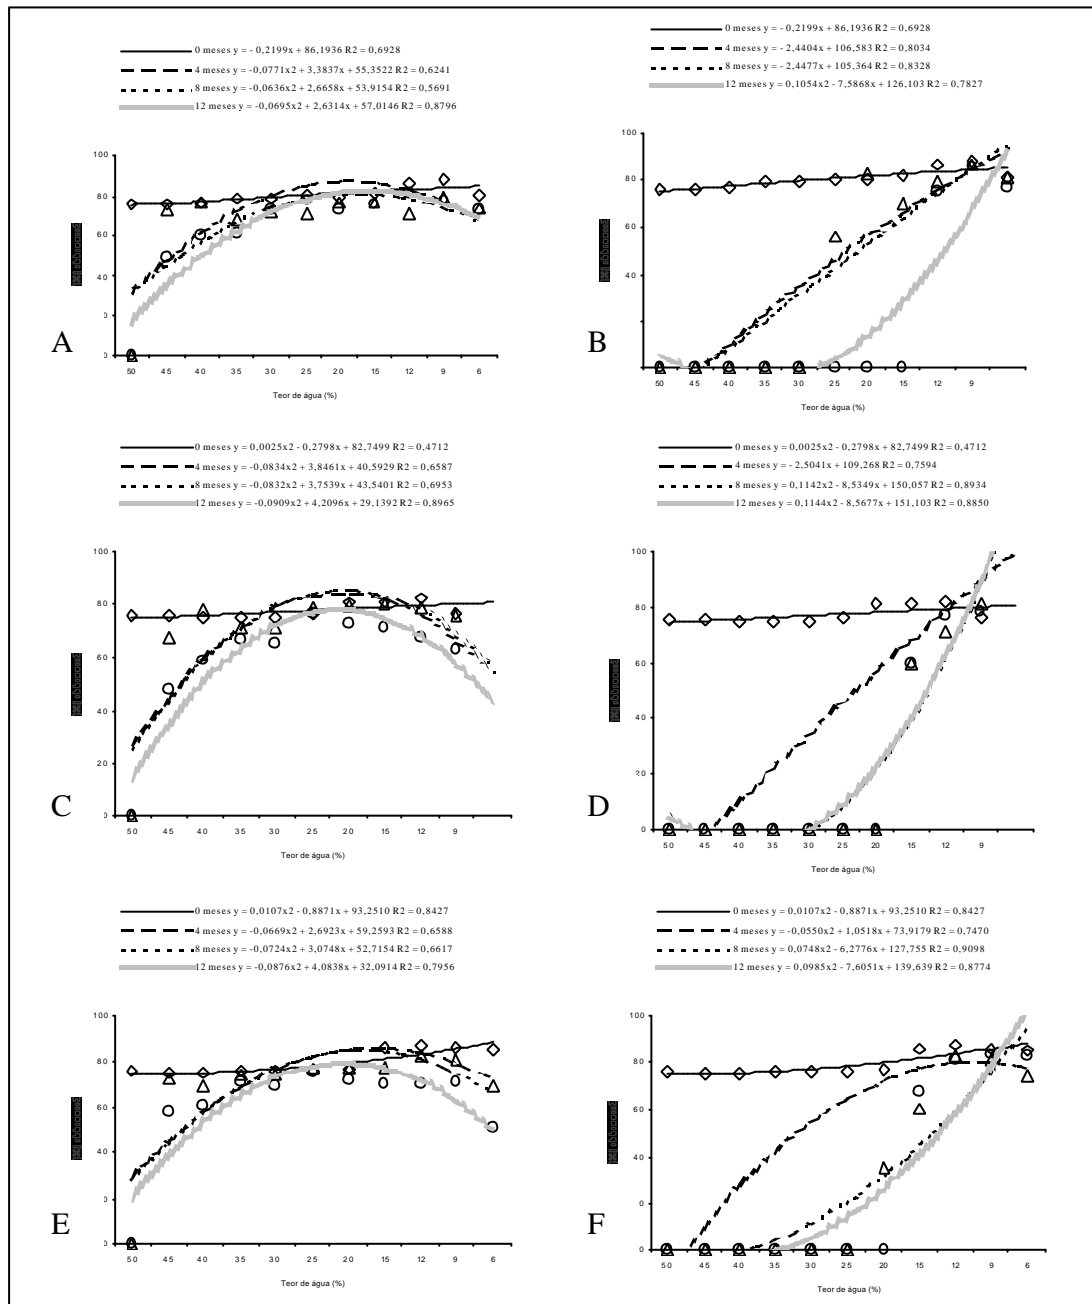 0 meses y = - 0,2199x + 86,1936 R2 = 0,6928
4 meses y = -0,0771x2 + 3,3837x + 55,3522 R2 = 0,6241
8 meses y = -0,0636x2 + 2,6658x + 53,9154 R2 = 0,5691
12 meses y = -0,0695x2 + 2,6314x + 57,0146 R2 = 0,8796
100
80
60
40
20
0
A
50 45 40 35 30 25 20 15 12 9 6
Teor de água (%)
0 meses y = - 0,2199x + 86,1936 R2 = 0,6928
4 meses y = - 2,4404x + 106,583 R2 = 0,8034
8 meses y = - 2,4477x + 105,364 R2 = 0,8328
12 meses y = 0,1054x2 - 7,5868x + 126,103 R2 = 0,7827
100
80
60
40
B
50 45 40 35 30 25 20 15 12 9
Teor de água (%)
0 meses y = 0,0025x2 - 0,2798x + 82,7499 R2 = 0,4712
4 meses y = -0,0834x2 + 3,8461x + 40,5929 R2 = 0,6587
8 meses y = -0,0832x2 + 3,7539x + 43,5401 R2 = 0,6953
12 meses y = -0,0909x2 + 4,2096x + 29,1392 R2 = 0,8965
100
80
60
40
20
0
C
50 45 40 35 30 25 20 15 12 9
Teor de água (%)
0 meses y = 0,0025x2 - 0,2798x + 82,7499 R2 = 0,4712
4 meses y = - 2,5041x + 109,268 R2 = 0,7594
8 meses y = 0,1142x2 - 8,5349x + 150,057 R2 = 0,8934
12 meses y = 0,1144x2 - 8,5677x + 151,103 R2 = 0,8850
100
80
60
40
20
0
D
50 45 40 35 30 25 20 15 12 9
Teor de água (%)
0 meses y = 0,0107x2 - 0,8871x + 93,2510 R2 = 0,8427
4 meses y = -0,0669x2 + 2,6923x + 59,2593 R2 = 0,6588
8 meses y = -0,0724x2 + 3,0748x + 52,7154 R2 = 0,6617
12 meses y = -0,0876x2 + 4,0838x + 32,0914 R2 = 0,7956
100
80
60
40
20
0
E
50 45 40 35 30 25 20 15 12 9 6
Teor de água (%)
0 meses y = 0,0107x2 - 0,8871x + 93,2510 R2 = 0,8427
4 meses y = -0,0550x2 + 1,0518x + 73,9179 R2 = 0,7470
8 meses y = 0,0748x2 - 6,2776x + 127,755 R2 = 0,9098
12 meses y = 0,0985x2 - 7,6051x + 139,639 R2 = 0,8774
100
80
60
40
20
0
F
50 45 40 35 30 25 20 15 12 9 6
Teor de água (%)